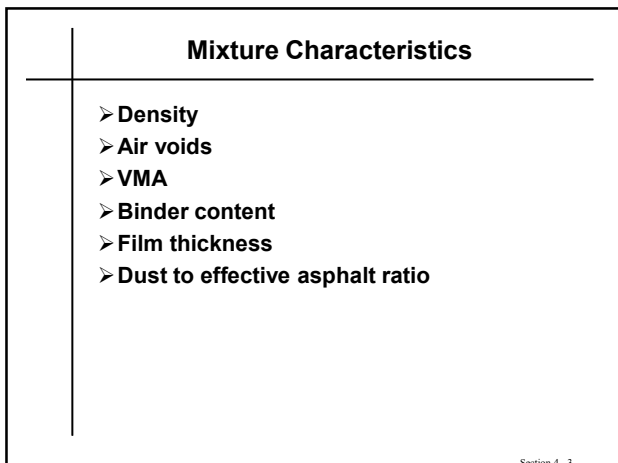 Mixture Characteristics
➢Density
➢Air voids
➢VMA
➢Binder content
➢Film thickness
➢Dust to effective asphalt ratio
Section 4 - 3